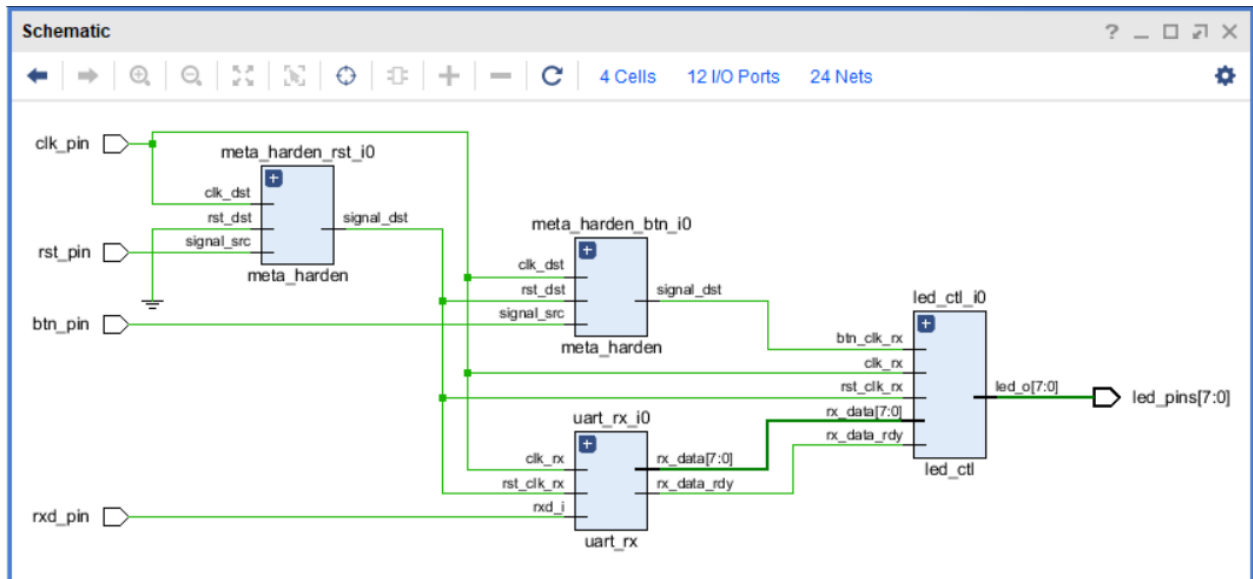 Schematic
4 Cells 12 I/O Ports 24 Nets
clk_pin
meta_harden_rst_i0
clk_dst
rst_dst
signal_src
signal_dst
meta_harden
rst_pin
btn_pin
meta_harden_btn_i0
clk_dst
rst_dst
signal_src
signal_dst
meta_harden
led_ctl_i0
btn_clk_rx
clk_rx
rst_clk_rx
rx_data[7:0]
rx_data_rdy
led_o[7:0]
led_ctl
led_pins[7:0]
uart_rx_i0
clk_rx
rst_clk_rx
rxd_i
rx_data[7:0]
rx_data_rdy
uart_rx
rxd_pin